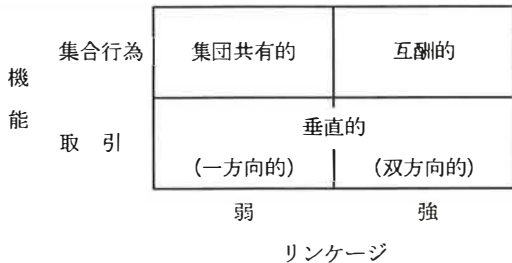 集合行為 集団共有的 互酬的
機能
垂直的
取 引 (一方向的) (双方向的)
弱 強
リンケージ